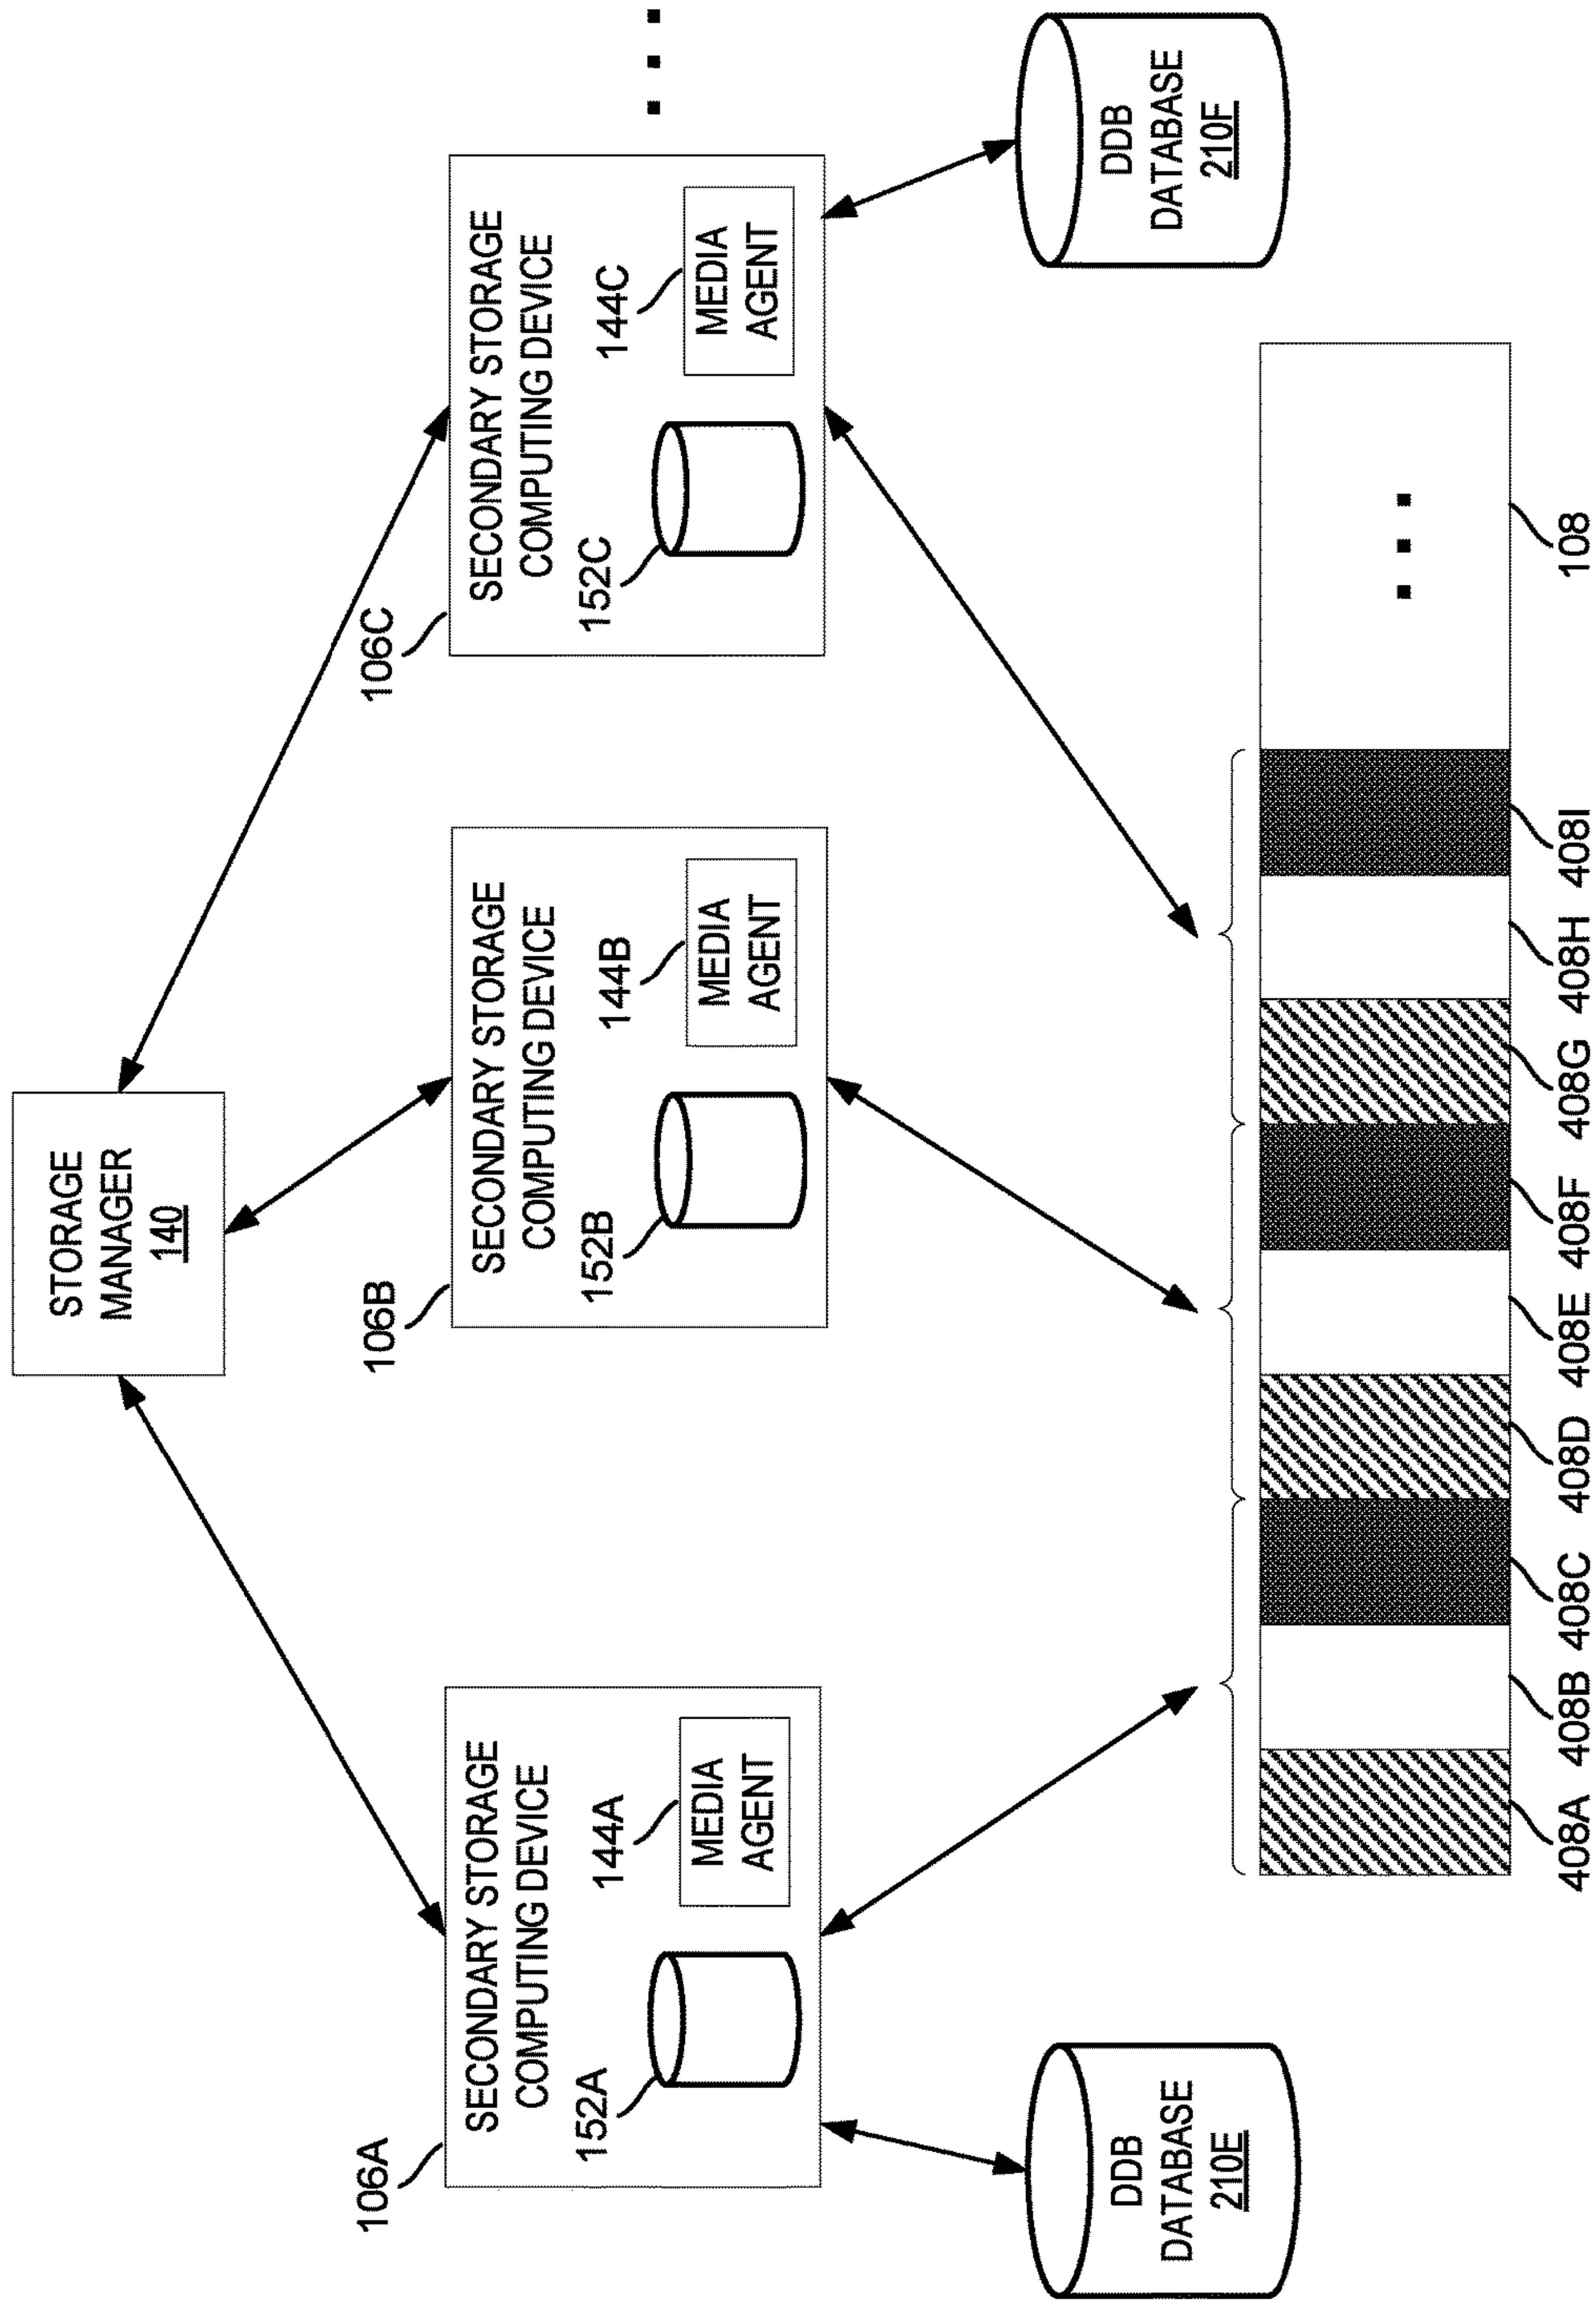 STORAGE
MANAGER
140
106A
SECONDARY STORAGE
COMPUTING DEVICE
152A
144A
MEDIA
AGENT
106B
SECONDARY STORAGE
COMPUTING DEVICE
152B
144B
MEDIA
AGENT
106C
SECONDARY STORAGE
COMPUTING DEVICE
152C
144C
MEDIA
AGENT
DDB
DATABASE
210E
DDB
DATABASE
210F
408A
408B
408C
408D
408E
408F
408G
408H
408I
108